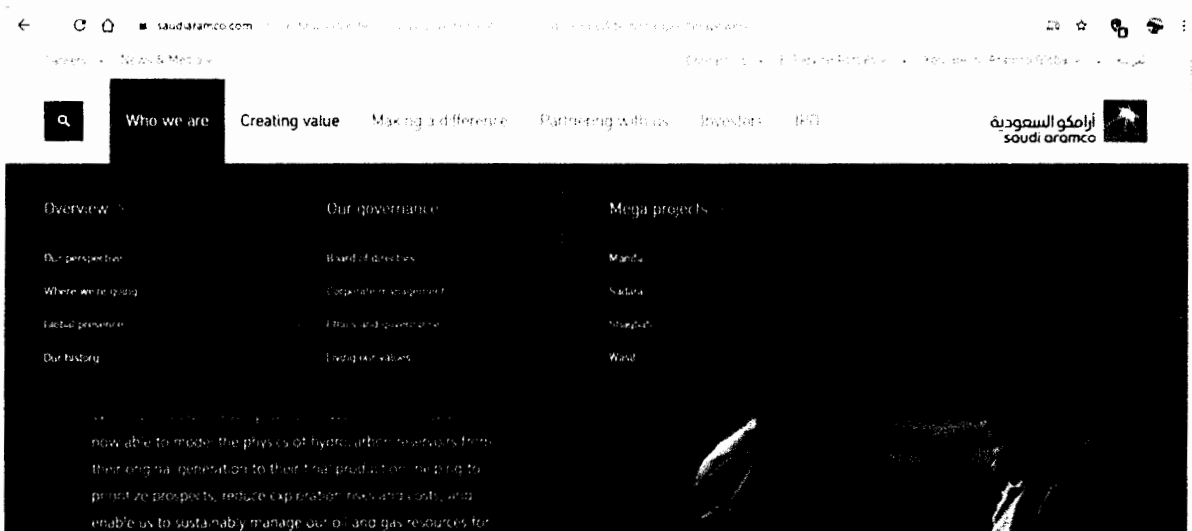 saudiaramco.com
Careers News & Media
عربية
Who we are Creating value Making a difference Partnering with us Investors IPO
أرامكو السعودية
saudi aramco
Overview Our governance Mega projects
Our perspective Board of directors Manifa
Where we're going Corporate management Sadara
Global presence Ethics and governance Shaybah
Our history Living our values Wasit
now able to model the physics of hydrocarbon reservoirs from
their original generation to their final production, helping to
prioritize prospects, reduce exploration risks and costs, and
enable us to sustainably manage our oil and gas resources for